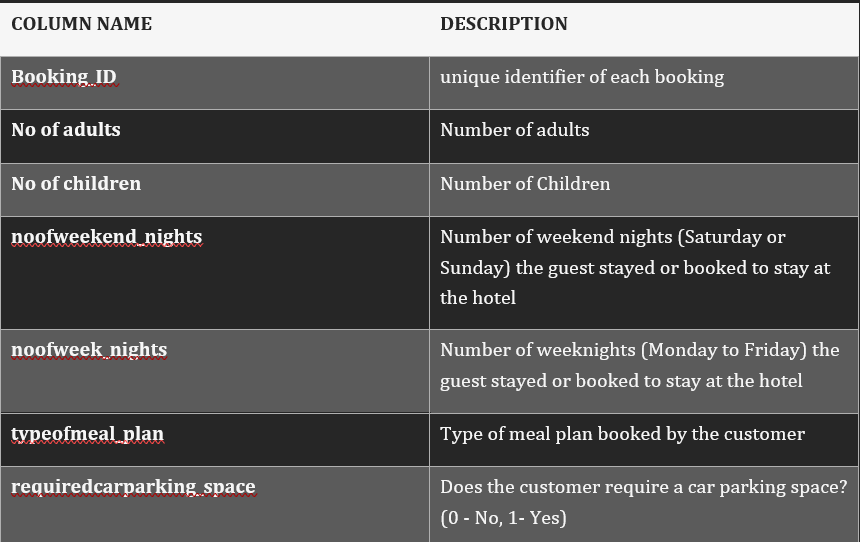 COLUMN NAME DESCRIPTION
Booking_ID unique identifier of each booking
No of adults Number of adults
No of children Number of Children
noofweekend_nights Number of weekend nights (Saturday or
Sunday) the guest stayed or booked to stay at
the hotel
noofweek_nights Number of weeknights (Monday to Friday) the
guest stayed or booked to stay at the hotel
typeofmeal_plan Type of meal plan booked by the customer
requiredcarparking_space Does the customer require a car parking space?
(0 - No, 1- Yes)